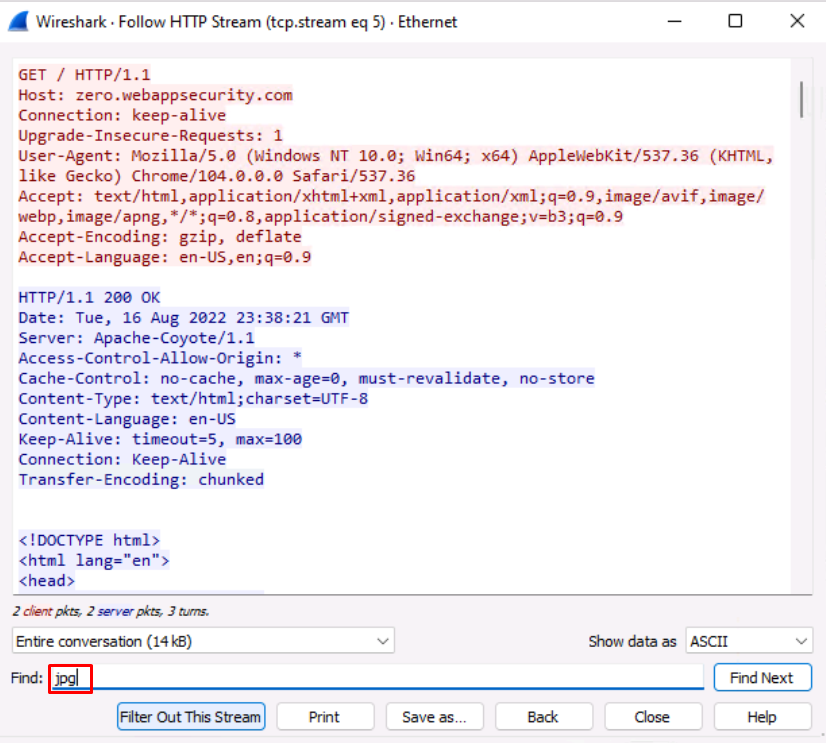 Wireshark · Follow HTTP Stream (tcp.stream eq 5) · Ethernet
GET / HTTP/1.1
Host: zero.webappsecurity.com
Connection: keep-alive
Upgrade-Insecure-Requests: 1
User-Agent: Mozilla/5.0 (Windows NT 10.0; Win64; x64) AppleWebKit/537.36 (KHTML,
like Gecko) Chrome/104.0.0.0 Safari/537.36
Accept: text/html,application/xhtml+xml,application/xml;q=0.9,image/avif,image/
webp,image/apng,*/*;q=0.8,application/signed-exchange;v=b3;q=0.9
Accept-Encoding: gzip, deflate
Accept-Language: en-US,en;q=0.9
HTTP/1.1 200 OK
Date: Tue, 16 Aug 2022 23:38:21 GMT
Server: Apache-Coyote/1.1
Access-Control-Allow-Origin: *
Cache-Control: no-cache, max-age=0, must-revalidate, no-store
Content-Type: text/html;charset=UTF-8
Content-Language: en-US
Keep-Alive: timeout=5, max=100
Connection: Keep-Alive
Transfer-Encoding: chunked
<!DOCTYPE html>
<html lang="en">
<head>
2 client pkts, 2 server pkts, 3 turns.
Entire conversation (14 kB) Show data as ASCII
Find: jpg Find Next
Filter Out This Stream Print Save as... Back Close Help